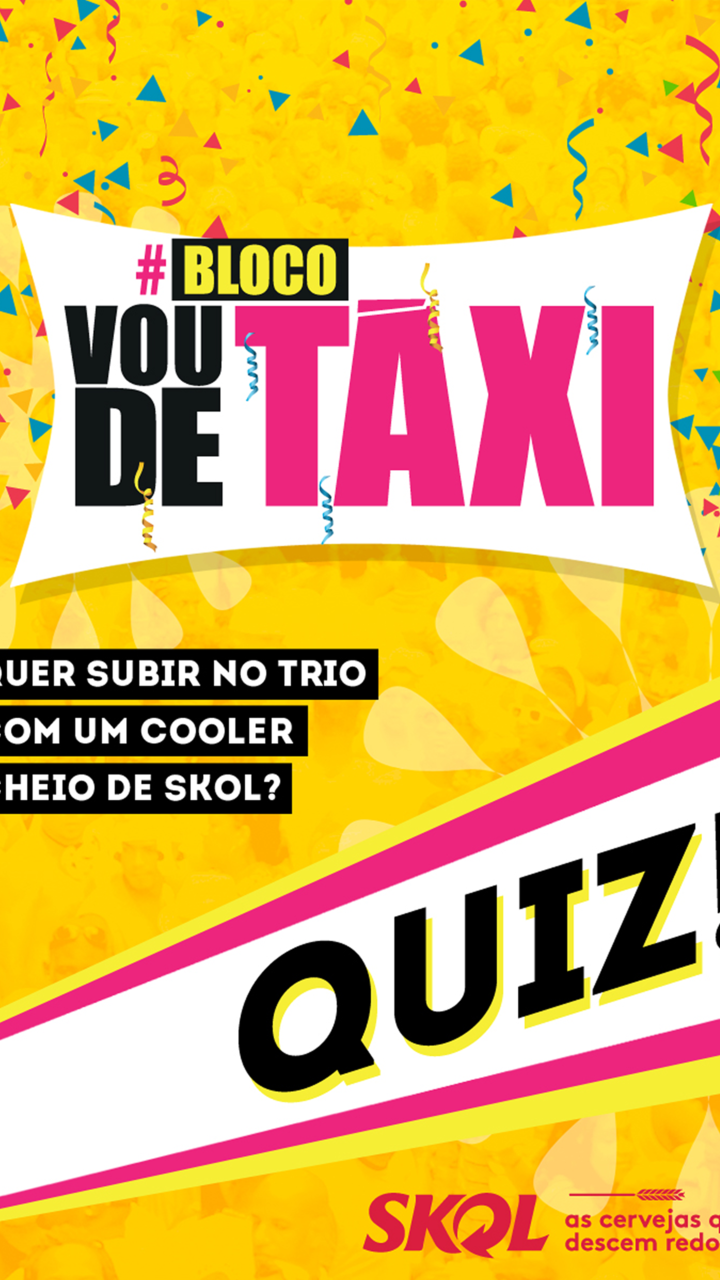 # BLOCO
VOU
DE
TÁXI
QUER SUBIR NO TRIO
COM UM COOLER
CHEIO DE SKOL?
QUIZ!
SKOL
as cervejas q
descem redo